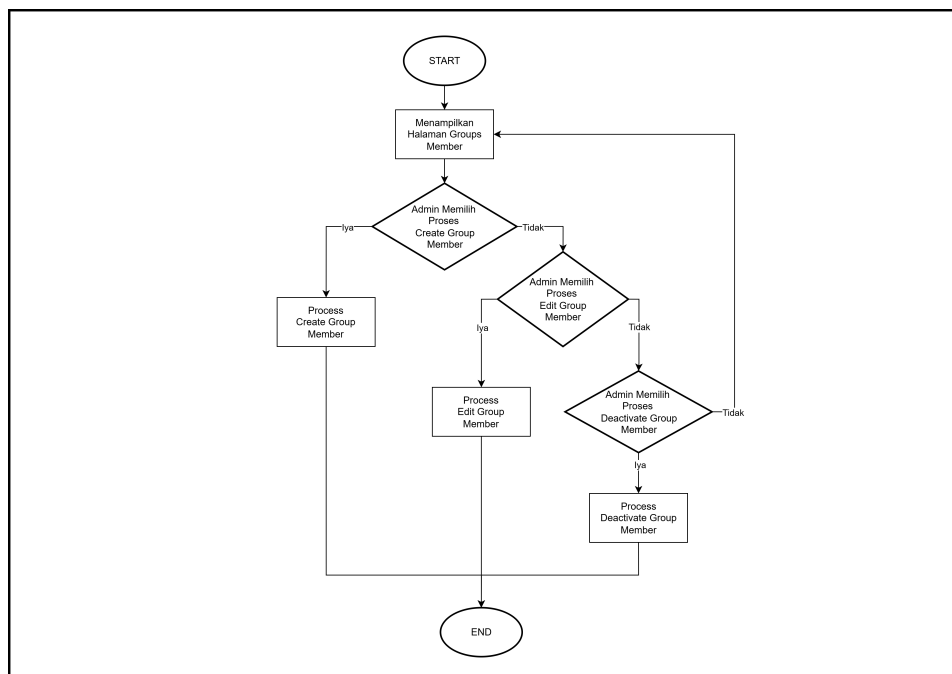 START
Menampilkan
Halaman Groups
Member
Admin Memilih
Proses
Create Group
Member
Iya
Tidak
Admin Memilih
Proses
Edit Group
Member
Process
Create Group
Member
Iya
Tidak
Admin Memilih
Proses
Deactivate Group
Member
Tidak
Process
Edit Group
Member
Iya
Process
Deactivate Group
Member
END